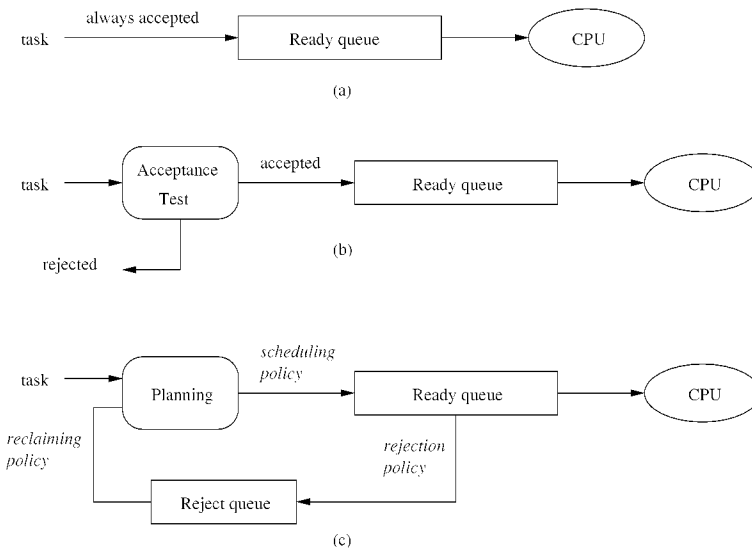 always accepted
task
Ready queue
CPU
(a)
task
Acceptance
Test
accepted
Ready queue
CPU
rejected
(b)
task
Planning
scheduling
policy
Ready queue
CPU
reclaiming
policy
rejection
policy
Reject queue
(c)